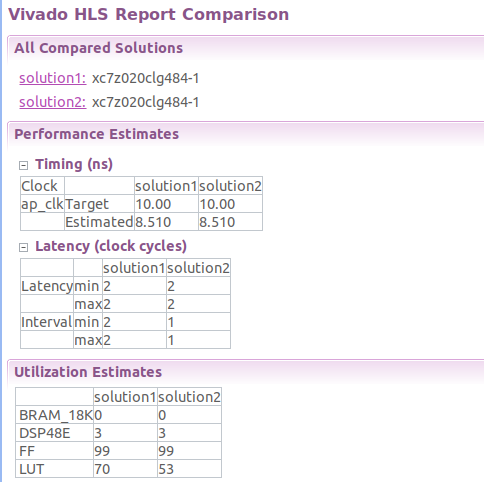 Vivado HLS Report Comparison
All Compared Solutions
solution1: xc7z020clg484-1
solution2: xc7z020clg484-1
Performance Estimates
Timing (ns)
Clock solution1 solution2
ap_clk Target 10.00 10.00
Estimated 8.510 8.510
Latency (clock cycles)
solution1 solution2
Latency min 2 2
max 2 2
Interval min 2 1
max 2 1
Utilization Estimates
solution1 solution2
BRAM_18K 0 0
DSP48E 3 3
FF 99 99
LUT 70 53